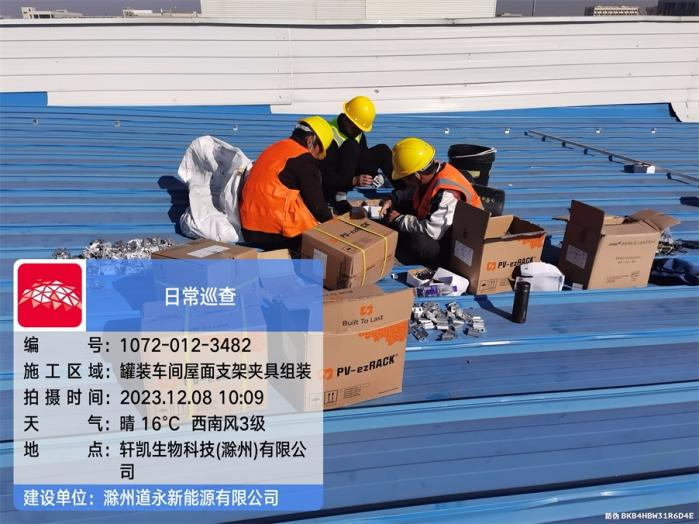 日常巡查
编号: 1072-012-3482
施工区域: 罐装车间屋面支架夹具组装
拍摄时间: 2023.12.08 10:09
天气: 晴 16℃ 西南风3级
地点: 轩凯生物科技(滁州)有限公
司
建设单位: 滁州道永新能源有限公司
PV-ezRACK
PV-ezRACK
Built To Last
PV-ezRACK®
防伪 BKB4HBW31R6D4E